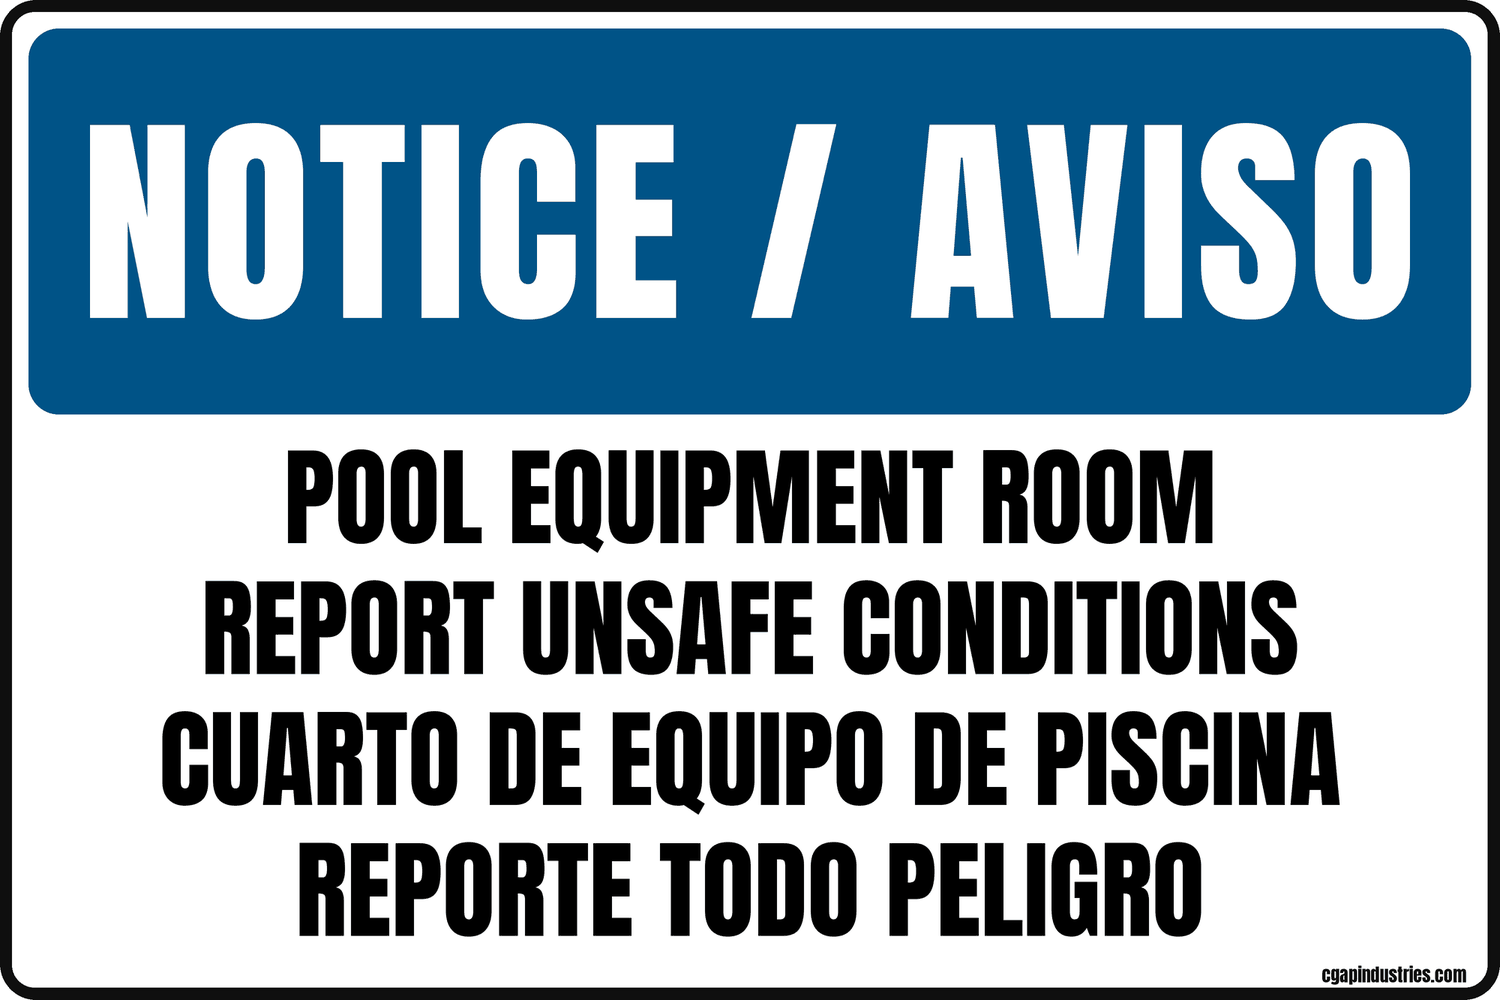 NOTICE / AVISO
POOL EQUIPMENT ROOM
REPORT UNSAFE CONDITIONS
CUARTO DE EQUIPO DE PISCINA
REPORTE TODO PELIGRO
cgapindustries.com